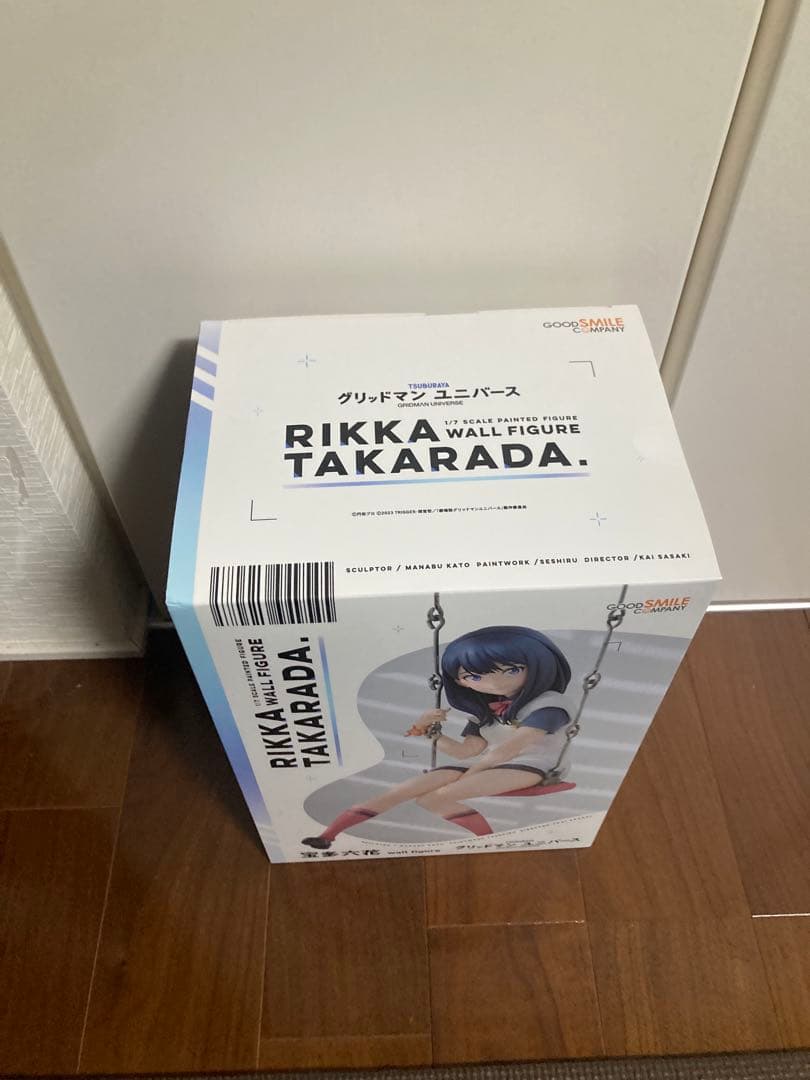 GOOD SMILE
COMPANY
TSUBURAYA
グリッドマン ユニバース
GRIDMAN UNIVERSE
1/7 SCALE PAINTED FIGURE
RIKKA WALL FIGURE
TAKARADA.
SCULPTOR / MANABU KATO PAINTWORK / SESHIRU DIRECTOR / KAI SASAKI
GOOD SMILE
COMPANY
1/7 SCALE PAINTED FIGURE
RIKKA WALL FIGURE
TAKARADA.
宝多六花 wall figure
グリッドマン ユニバース